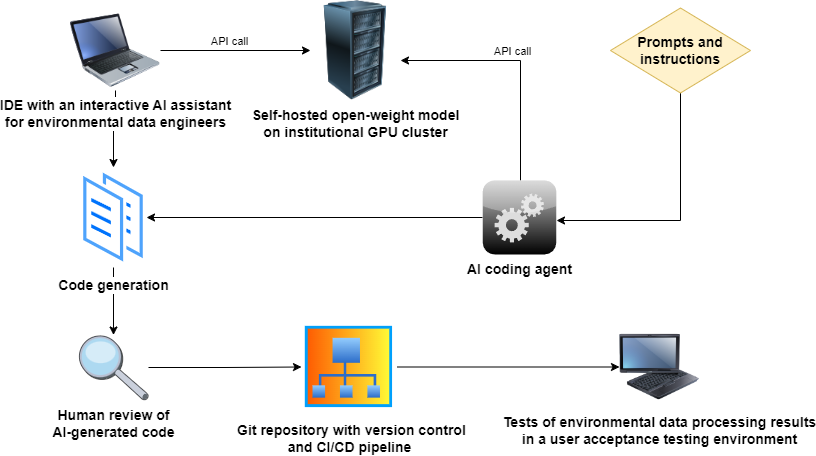 API call
API call
Prompts and
instructions
IDE with an interactive AI assistant
for environmental data engineers
Self-hosted open-weight model
on institutional GPU cluster
AI coding agent
Code generation
Human review of
AI-generated code
Git repository with version control
and CI/CD pipeline
Tests of environmental data processing results
in a user acceptance testing environment